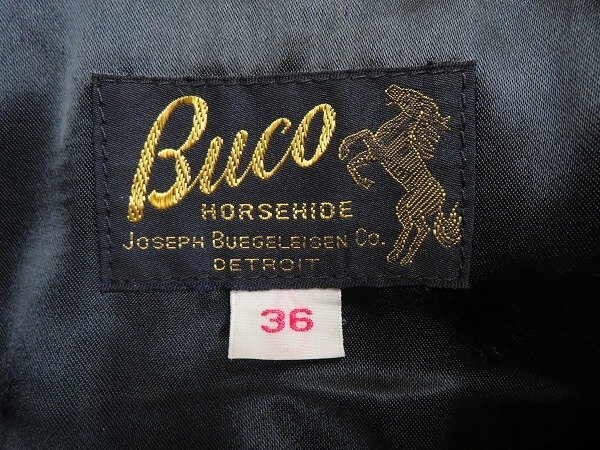 Buco
HORSEHIDE
JOSEPH BUEGELEISEN CO.
DETROIT
36